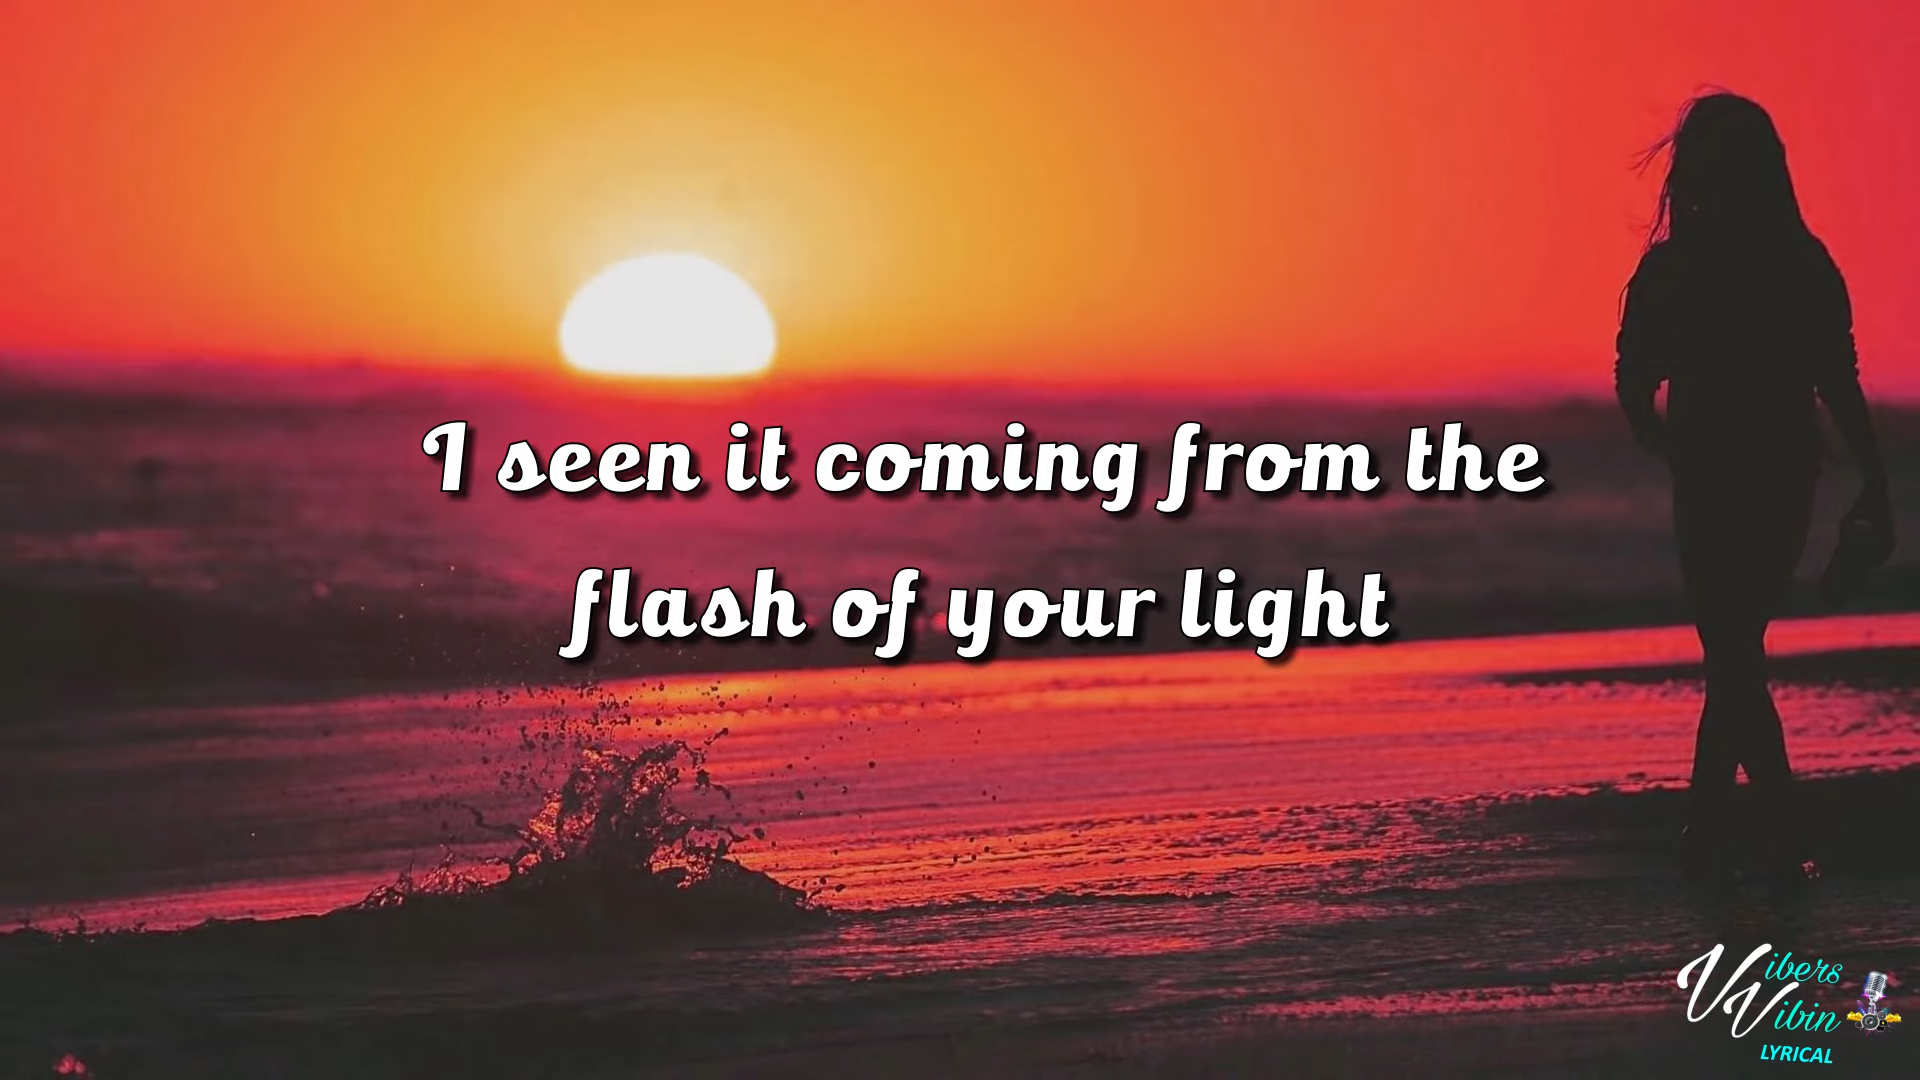 I seen it coming from the
flash of your light
Vibers
Vibin
LYRICAL